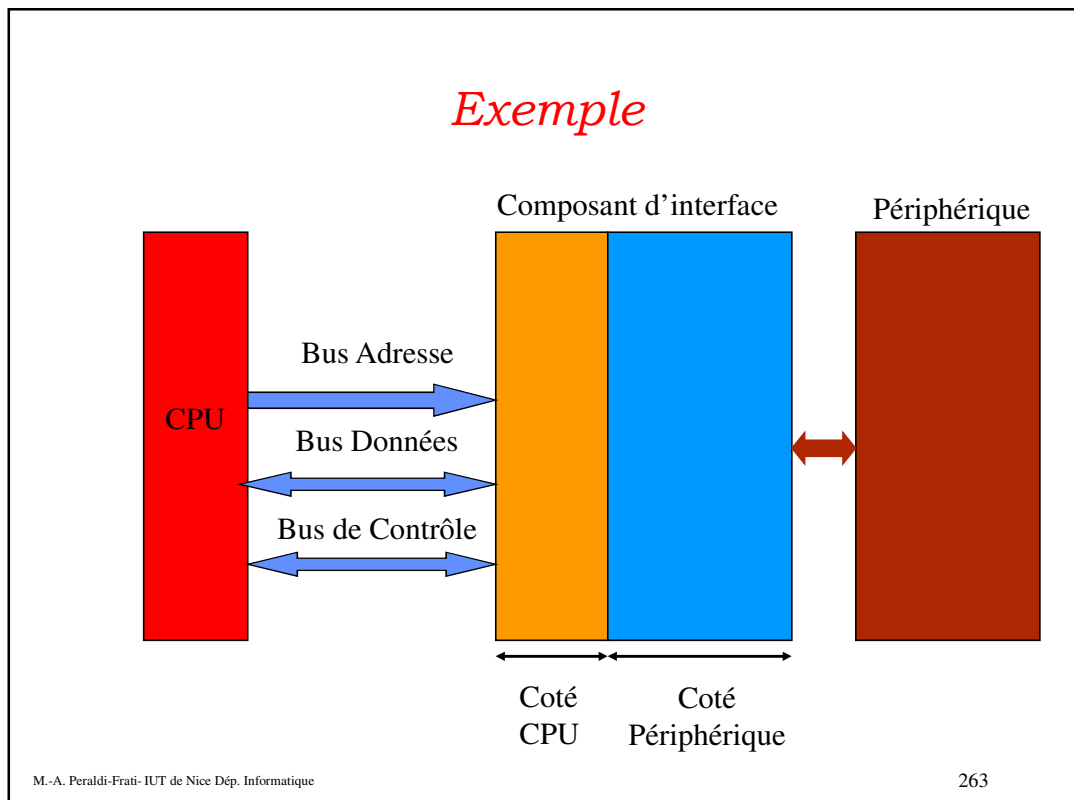 Exemple
Composant d'interface
Périphérique
Bus Adresse
CPU
Bus Données
Bus de Contrôle
Coté
CPU
Coté
Périphérique
M.-A. Peraldi-Frati- IUT de Nice Dép. Informatique
263